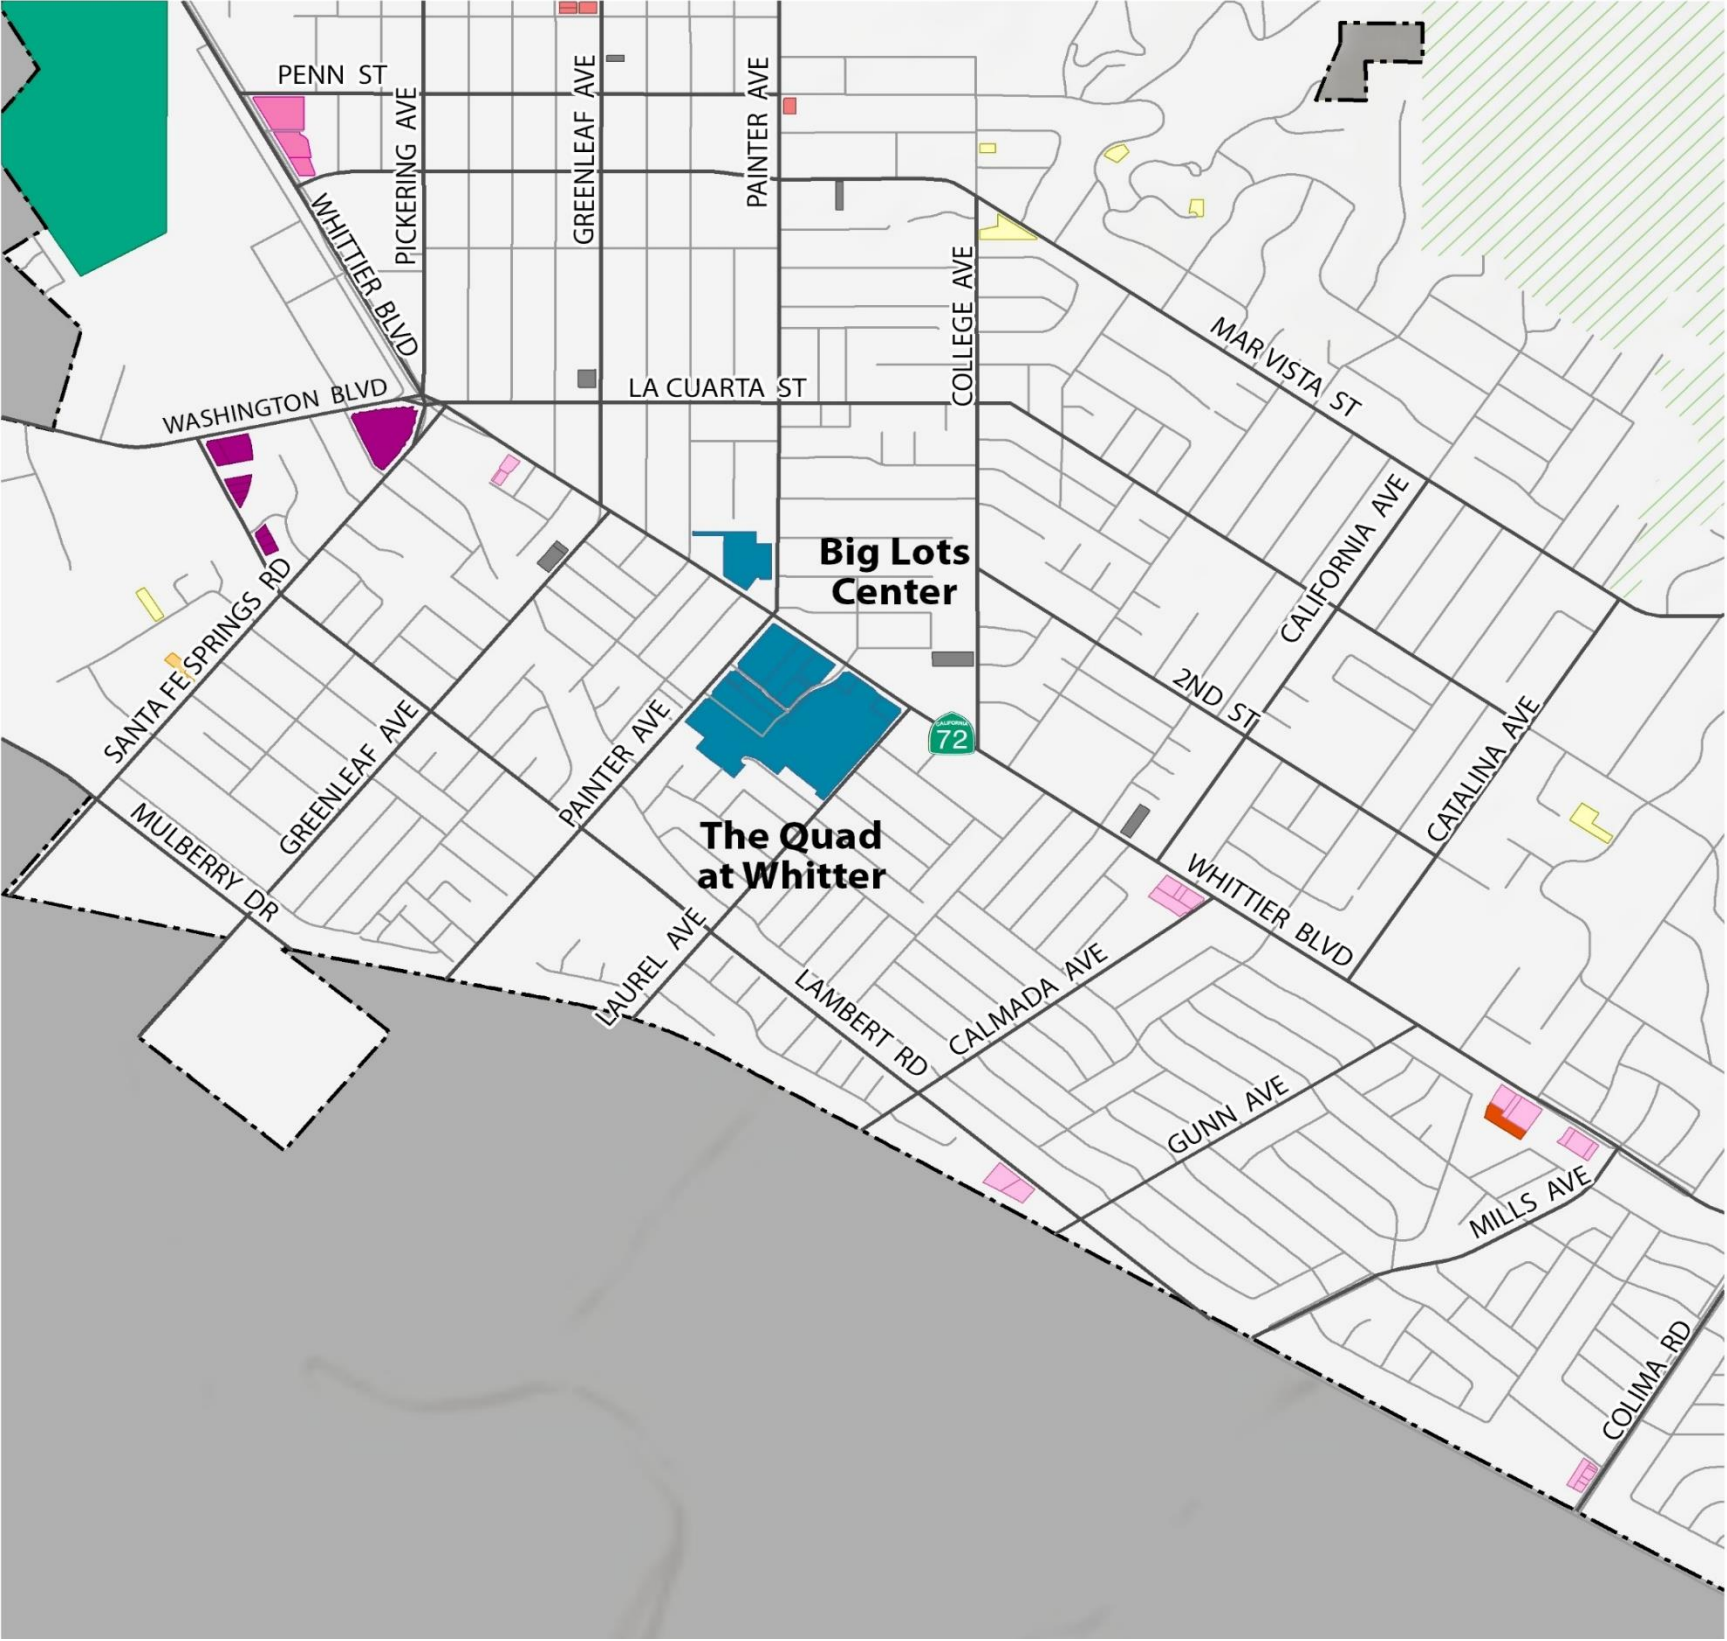 PENN ST
PICKERING AVE
GREENLEAF AVE
PAINTER AVE
WHITTIER BLVD
COLLEGE AVE
MAR VISTA ST
LA CUARTA ST
WASHINGTON BLVD
CALIFORNIA AVE
Big Lots
Center
SANTA FE SPRINGS RD
2ND ST
CATALINA AVE
GREENLEAF AVE
PAINTER AVE
CALIFORNIA
72
MULBERRY DR
The Quad
at Whitter
WHITTIER BLVD
LAUREL AVE
LAMBERT RD
CALMADA AVE
GUNN AVE
MILLS AVE
COLIMA RD